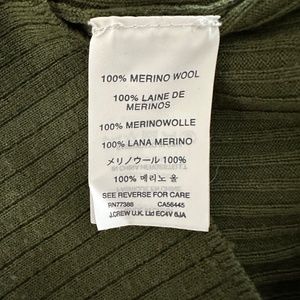 100% MERINO WOOL
100% LAINE DE
MERINOS
100% MERINOWOLLE
100% LANA MERINO
メリノウール 100%
100% 메리노 울
SEE REVERSE FOR CARE
RN77388 CA56445
J.CREW U.K. Ltd EC4V 6JA